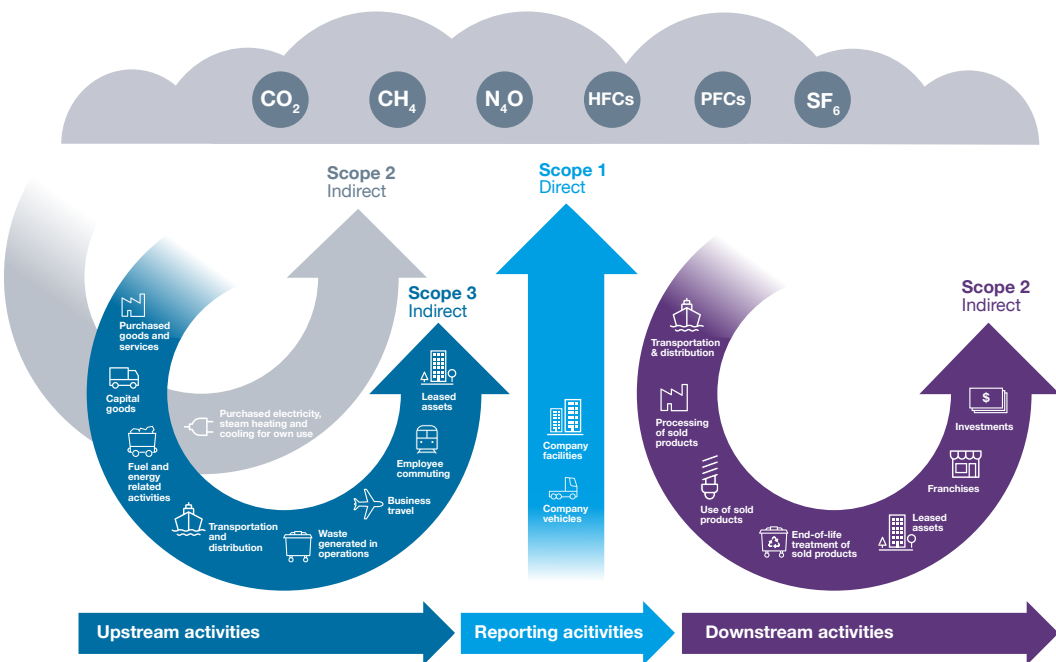 CO2
CH4
N4O
HFCs
PFCs
SF6
Scope 2
Indirect
Scope 1
Direct
Scope 3
Indirect
Scope 2
Indirect
Purchased
goods and
services
Capital
goods
Fuel and
energy
related
activities
Transportation
and
distribution
Waste
generated in
operations
Business
travel
Employee
commuting
Leased
assets
Purchased electricity,
steam heating and
cooling for own use
Company
facilities
Company
vehicles
Transportation
& distribution
Processing
of sold
products
Use of sold
products
End-of-life
treatment of
sold products
Leased
assets
Franchises
$
Investments
Upstream activities
Reporting acitivities
Downstream activities